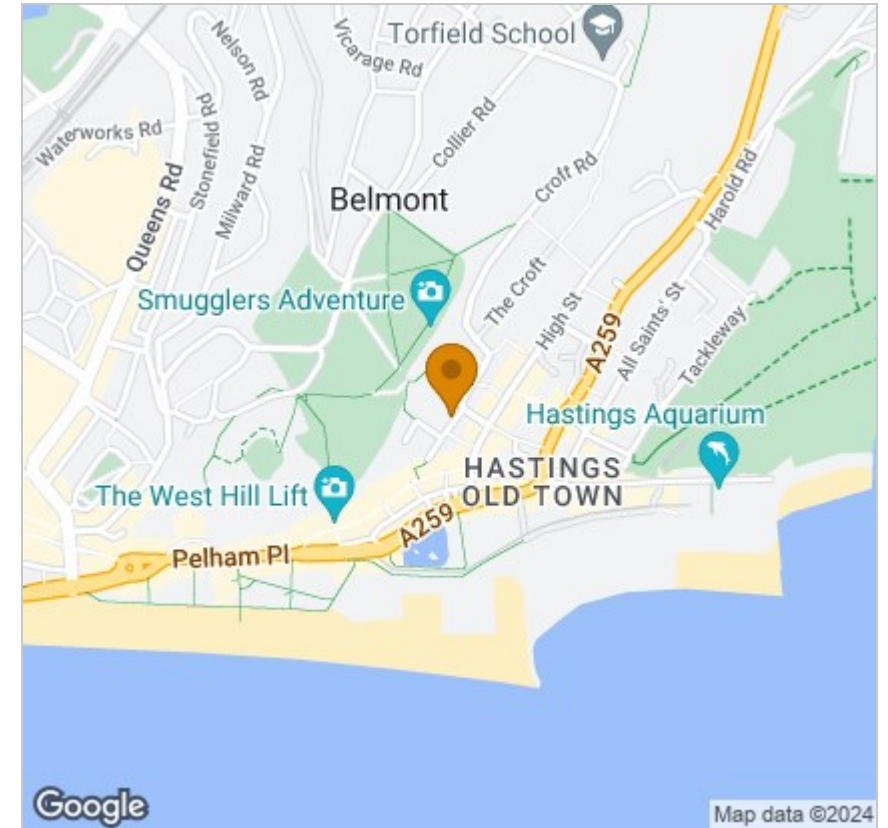 Torfield School
Nelson Rd
Vicarage Rd
Waterworks Rd
Stonefield Rd
Collier Rd
Milward Rd
Queens Rd
Belmont
Croft Rd
Harold Rd
Smugglers Adventure
The Croft
High St
A259
All Saints' St
Tackleway
Hastings Aquarium
HASTINGS
OLD TOWN
The West Hill Lift
A259
Pelham Pl
Google
Map data ©2024